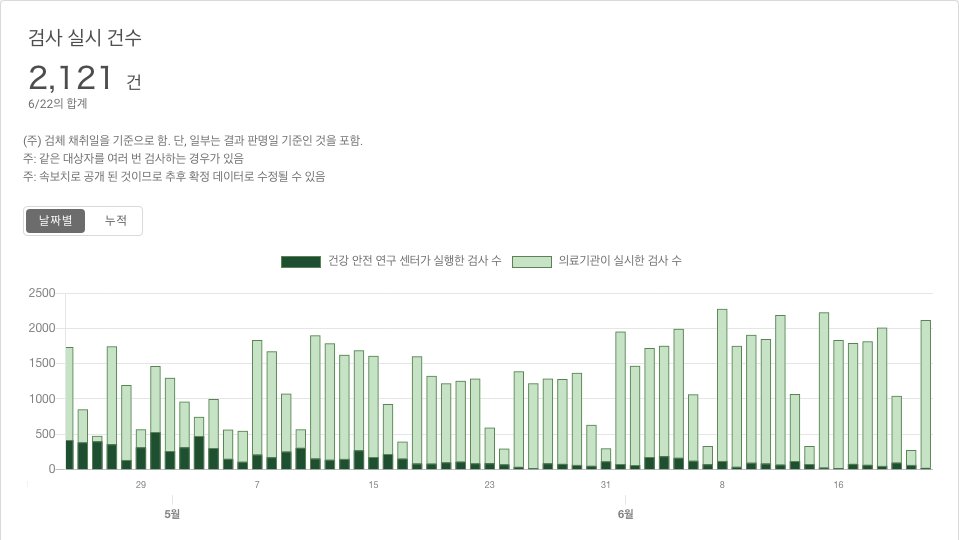 검사 실시 건수
2,121 건
6/22의 합계
(주) 검체 채취일을 기준으로 함. 단, 일부는 결과 판명일 기준인 것을 포함.
주: 같은 대상자를 여러 번 검사하는 경우가 있음
주: 속보치로 공개 된 것이므로 추후 확정 데이터로 수정될 수 있음
날짜별 누적
건강 안전 연구 센터가 실행한 검사 수 의료기관이 실시한 검사 수
2500
2000
1500
1000
500
0
29 7 15 23 31 8 16
5월 6월